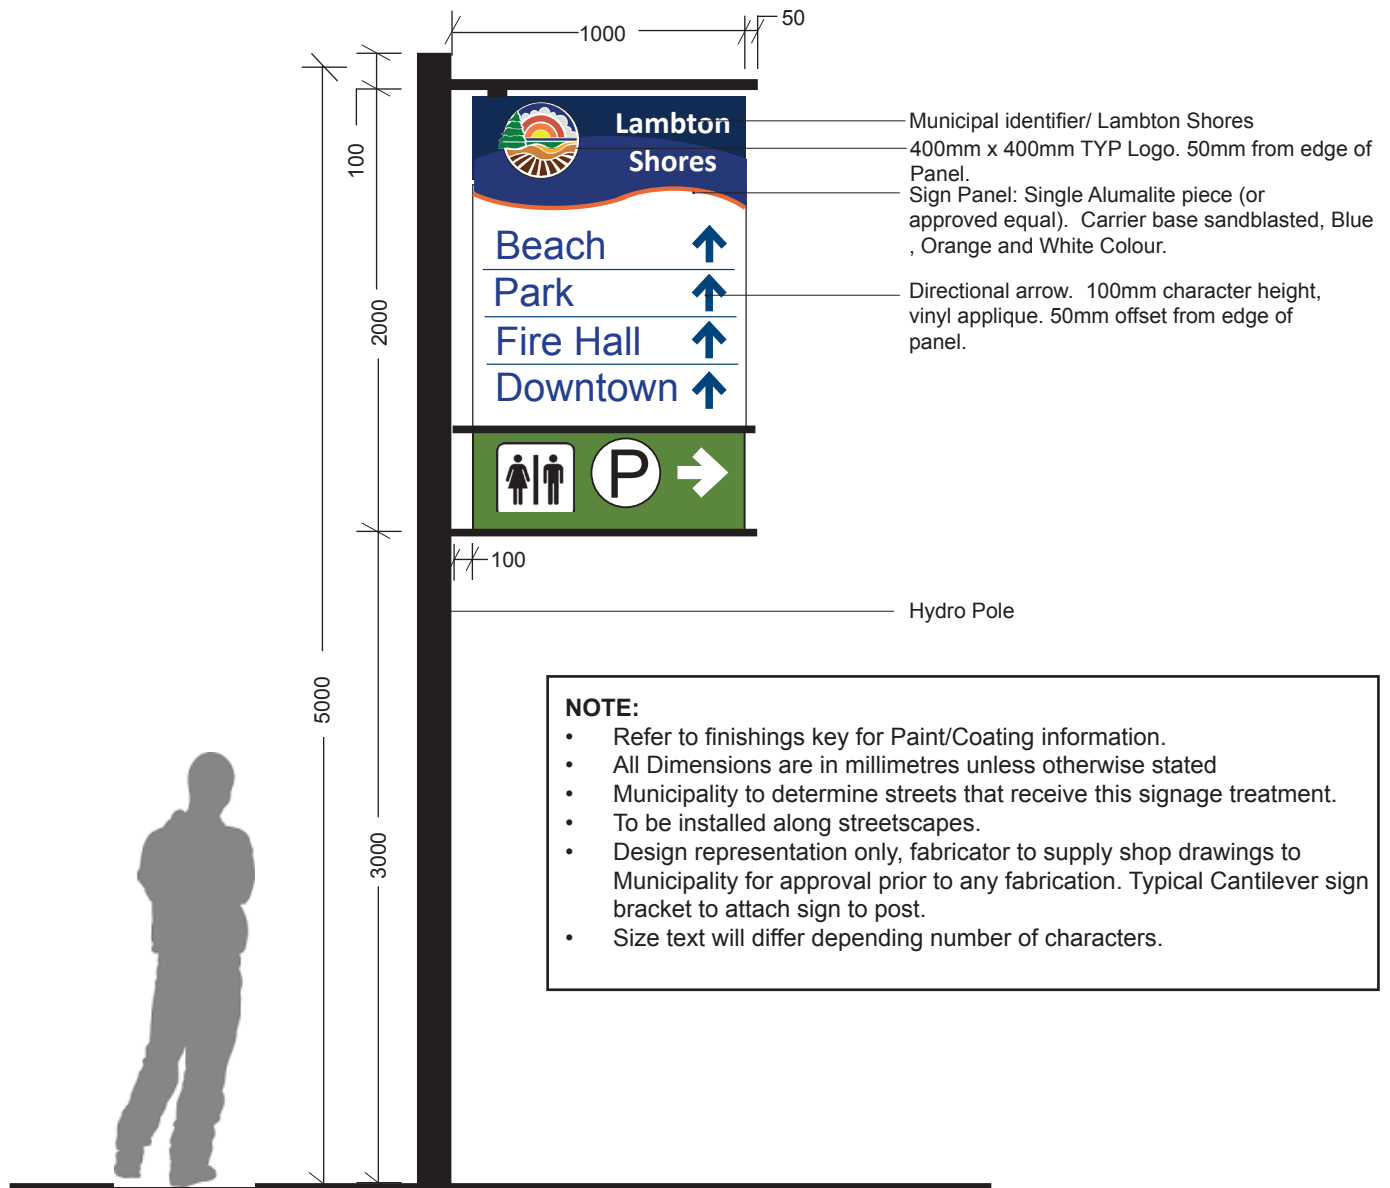 50
1000
100
Lambton
Shores
Municipal identifier/ Lambton Shores
400mm x 400mm TYP Logo. 50mm from edge of
Panel.
Sign Panel: Single Alumalite piece (or
approved equal).  Carrier base sandblasted, Blue
, Orange and White Colour.
Beach
Park
Fire Hall
Downtown
Directional arrow.  100mm character height,
vinyl applique. 50mm offset from edge of
panel.
2000
P
100
Hydro Pole
5000
3000
NOTE:
• Refer to finishings key for Paint/Coating information.
• All Dimensions are in millimetres unless otherwise stated
• Municipality to determine streets that receive this signage treatment.
• To be installed along streetscapes.
• Design representation only, fabricator to supply shop drawings to
Municipality for approval prior to any fabrication. Typical Cantilever sign
bracket to attach sign to post.
• Size text will differ depending number of characters.